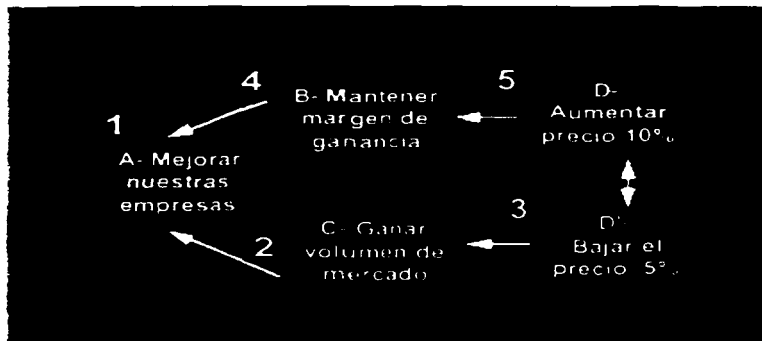 1
A- Mejorar
nuestras
empresas
4
B- Mantener
margen de
ganancia
5
D-
Aumentar
precio 10%
2
C- Ganar
volumen de
mercado
3
D'-
Bajar el
precio 5%